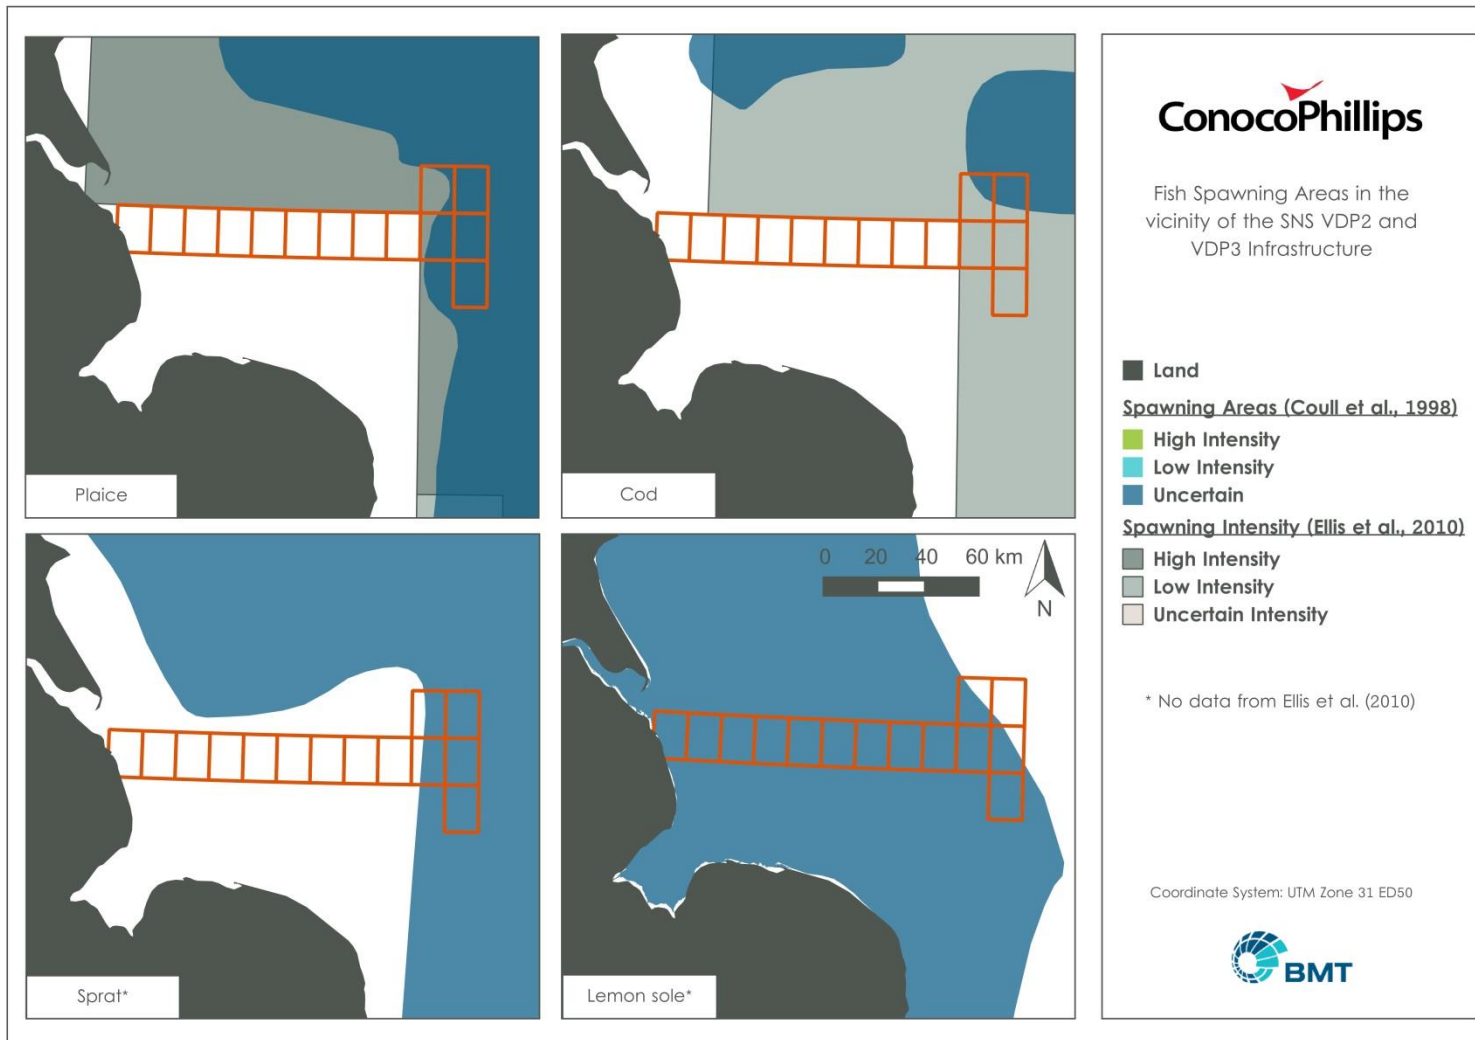 Plaice
Cod
Sprat*
Lemon sole*
0 20 40 60 km
N
ConocoPhillips
Fish Spawning Areas in the
vicinity of the SNS VDP2 and
VDP3 Infrastructure
Land
Spawning Areas (Coull et al., 1998)
High Intensity
Low Intensity
Uncertain
Spawning Intensity (Ellis et al., 2010)
High Intensity
Low Intensity
Uncertain Intensity
* No data from Ellis et al. (2010)
Coordinate System: UTM Zone 31 ED50
BMT